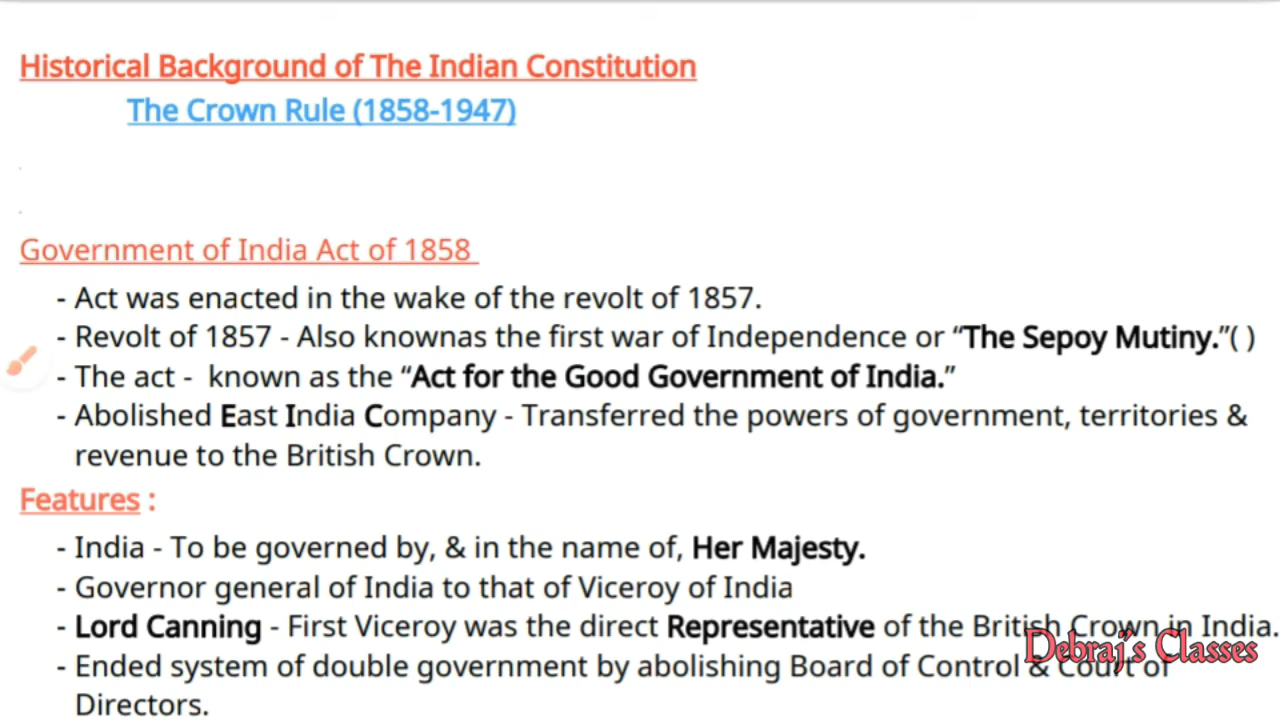 Historical Background of The Indian Constitution
The Crown Rule (1858-1947)
Government of India Act of 1858
- Act was enacted in the wake of the revolt of 1857.
- Revolt of 1857 - Also knownas the first war of Independence or “The Sepoy Mutiny.”( )
- The act - known as the “Act for the Good Government of India.”
- Abolished East India Company - Transferred the powers of government, territories &
revenue to the British Crown.
Features :
- India - To be governed by, & in the name of, Her Majesty.
- Governor general of India to that of Viceroy of India
- Lord Canning - First Viceroy was the direct Representative of the British Crown in India.
- Ended system of double government by abolishing Board of Control & Court of
Directors.
Debraj's Classes